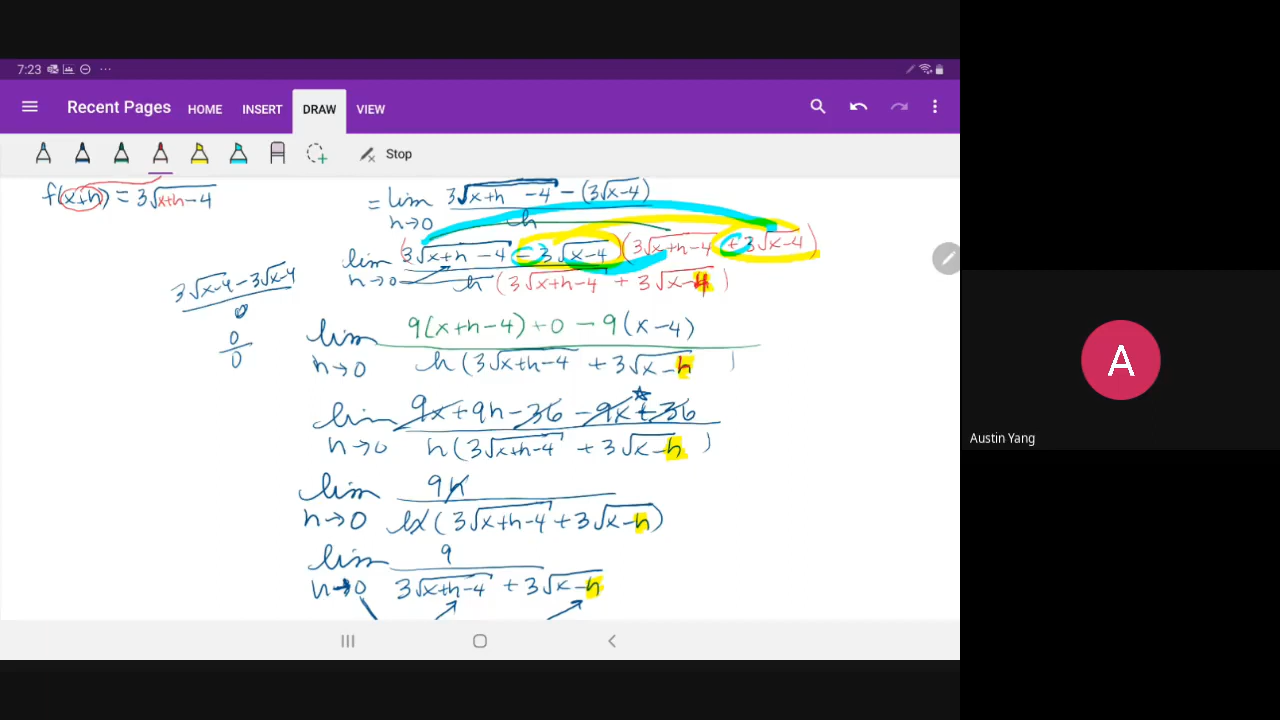 7:23
Recent Pages HOME INSERT DRAW VIEW
Stop
f(x+h) = 3√x+h-4
= lim h→0 3√x+h -4 - (3√x-4) / h
lim h→0 (3√x+h -4 - 3√x-4)(3√x+h-4 + 3√x-4) / h(3√x+h-4 + 3√x-4)
3√x-4 - 3√x-4 / 0
0/0
lim h→0 9(x+h-4) +0 - 9(x-4) / h(3√x+h-4 + 3√x-h)
lim h→0 9x+9h-36 -9x+36 / h(3√x+h-4 + 3√x-h)
lim h→0 9h / h(3√x+h-4 + 3√x-h)
lim h→0 9 / 3√x+h-4 + 3√x-h
A
Austin Yang